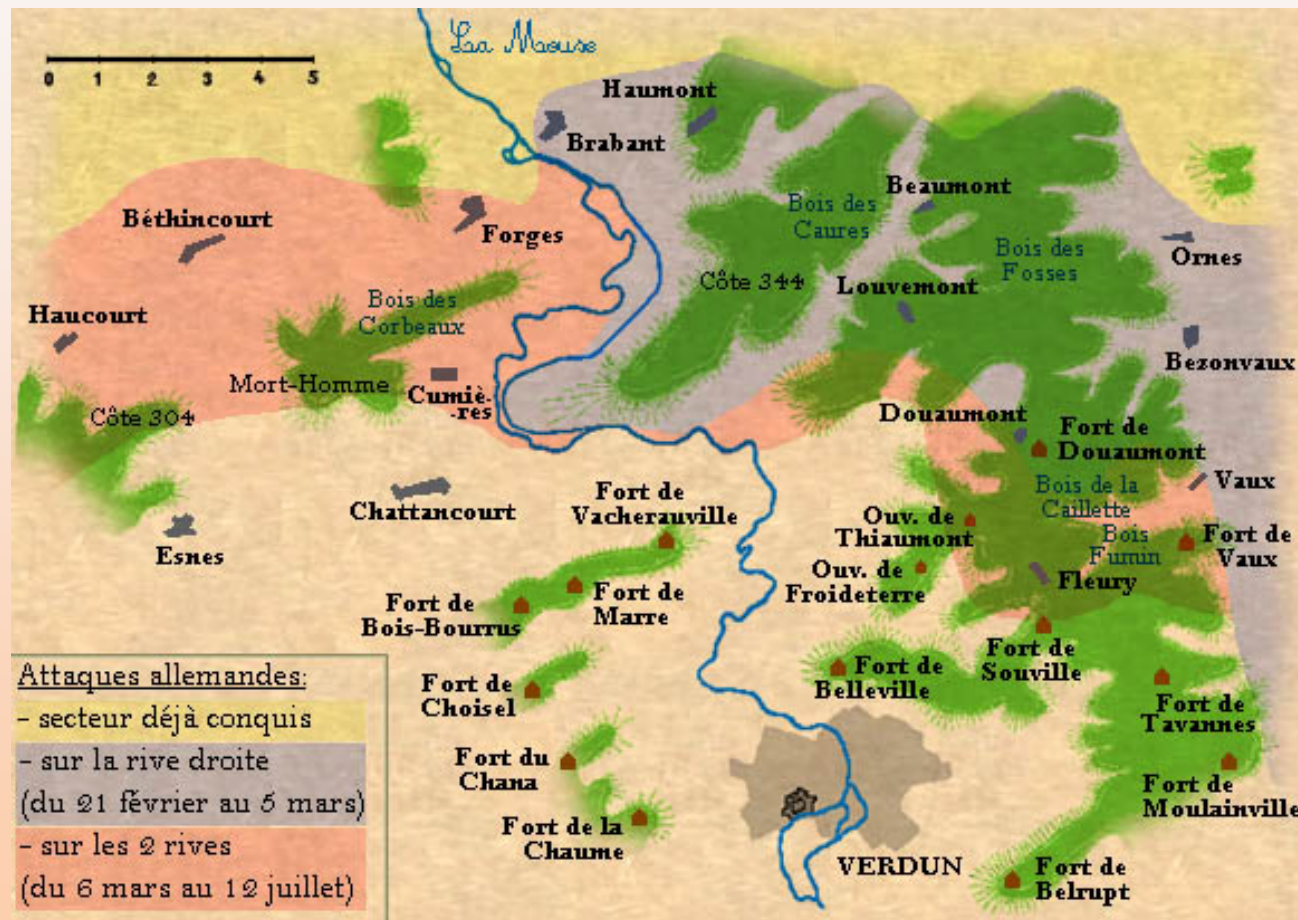 La Meuse
0 1 2 3 4 5
Haumont
Brabant
Béthincourt
Forges
Beaumont
Bois des
Caures
Bois des
Fosses
Ornes
Côte 344
Louvemont
Bois des
Corbeaux
Haucourt
Bezonvaux
Mort-Homme
Cumiè-
-res
Côte 304
Douaumont
Fort de
Douaumont
Chattancourt
Esnes
Fort de
Vacherauville
Bois de la
Caillette
Vaux
Ouv. de
Thiaumont
Bois
Fumin
Fort de
Vaux
Ouv. de
Froideterre
Fleury
Fort de
Marre
Fort de
Bois-Bourrus
Fort de
Souville
Fort de
Belleville
Fort de
Choisel
Fort de
Tavannes
Fort du
Chana
Fort de
Moulainville
Fort de la
Chaume
VERDUN
Fort de
Belrupt
Attaques allemandes:
- secteur déjà conquis
- sur la rive droite
(du 21 février au 5 mars)
- sur les 2 rives
(du 6 mars au 12 juillet)